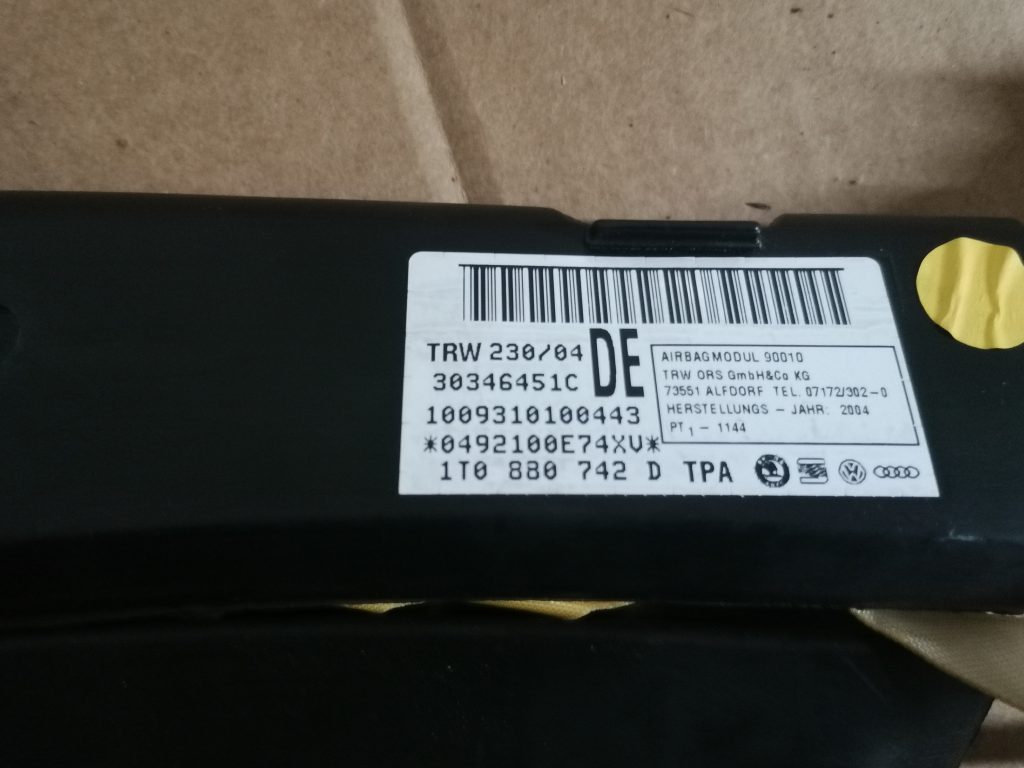 TRW 230/04 DE
30346451C
1009310100443
*0492100E74XV*
1T0 880 742 D TPA
AIRBAGMODUL 90010
TRW ORS GmbH&Co KG
73551 ALFDORF TEL. 07172/302-0
HERSTELLUNGS - JAHR: 2004
PT1 - 1144